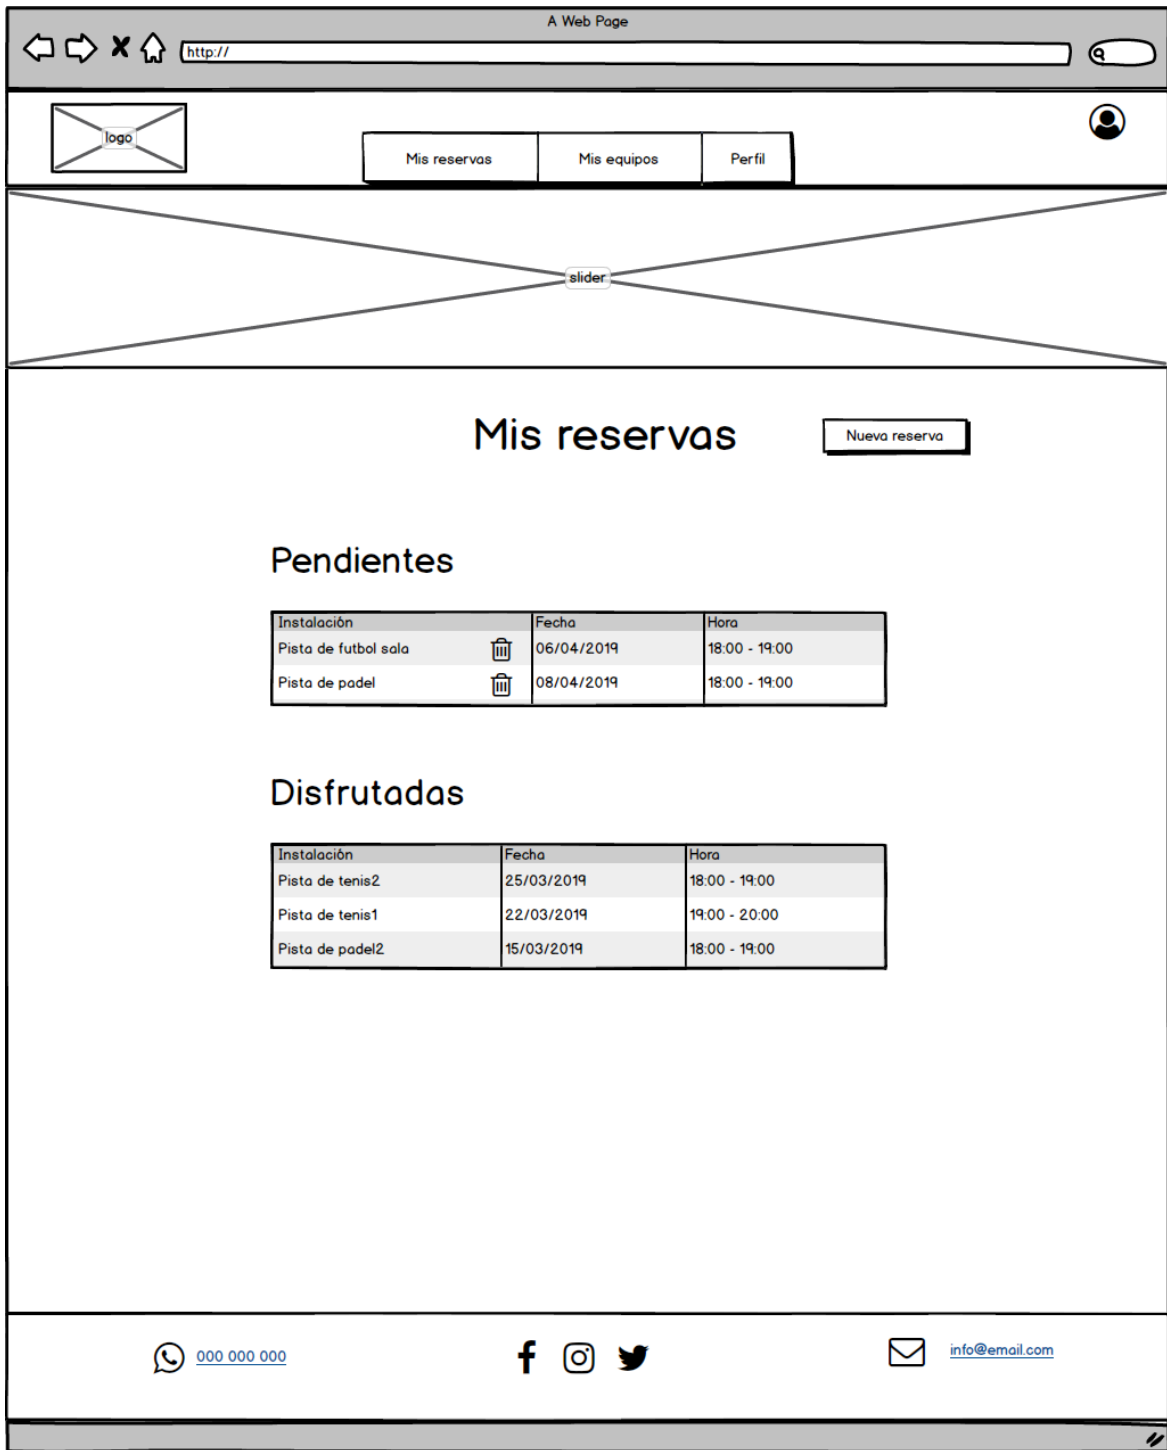 A Web Page
http://
logo
Mis reservas Mis equipos Perfil
slider
Mis reservas
Nueva reserva
Pendientes
Instalación Fecha Hora
Pista de futbol sala 06/04/2019 18:00 - 19:00
Pista de padel 08/04/2019 18:00 - 19:00
Disfrutadas
Instalación Fecha Hora
Pista de tenis2 25/03/2019 18:00 - 19:00
Pista de tenis1 22/03/2019 19:00 - 20:00
Pista de padel2 15/03/2019 18:00 - 19:00
000 000 000
info@email.com